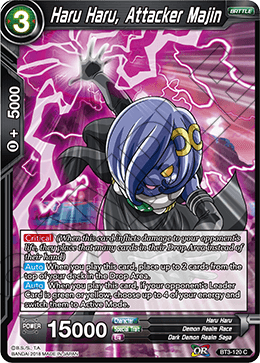 3
Haru Haru, Attacker Majin
BATTLE
+ 5000
Critical (When this card inflicts damage to your opponent's
life, they place that many cards in their Drop Area instead of
their hand)
Auto When you play this card, place up to 2 cards from the
top of your deck in the Drop Area.
Auto When you play this card, if your opponent's Leader
Card is green or yellow, choose up to 4 of your energy and
switch them to Active Mode.
POWER
15000
Character
Haru Haru
Special Trait
Demon Realm Race
Era
Dark Demon Realm Saga
BANDAI 2018 MADE IN JAPAN
BT3-120 C